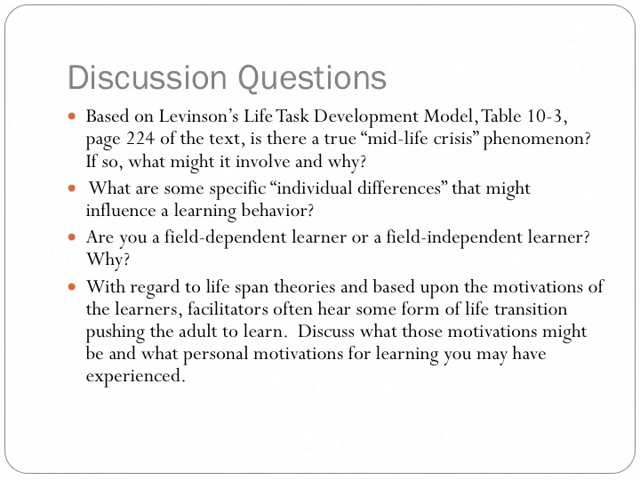 Discussion Questions
• Based on Levinson’s Life Task Development Model, Table 10-3,
page 224 of the text, is there a true “mid-life crisis” phenomenon?
If so, what might it involve and why?
• What are some specific “individual differences” that might
influence a learning behavior?
• Are you a field-dependent learner or a field-independent learner?
Why?
• With regard to life span theories and based upon the motivations of
the learners, facilitators often hear some form of life transition
pushing the adult to learn.  Discuss what those motivations might
be and what personal motivations for learning you may have
experienced.